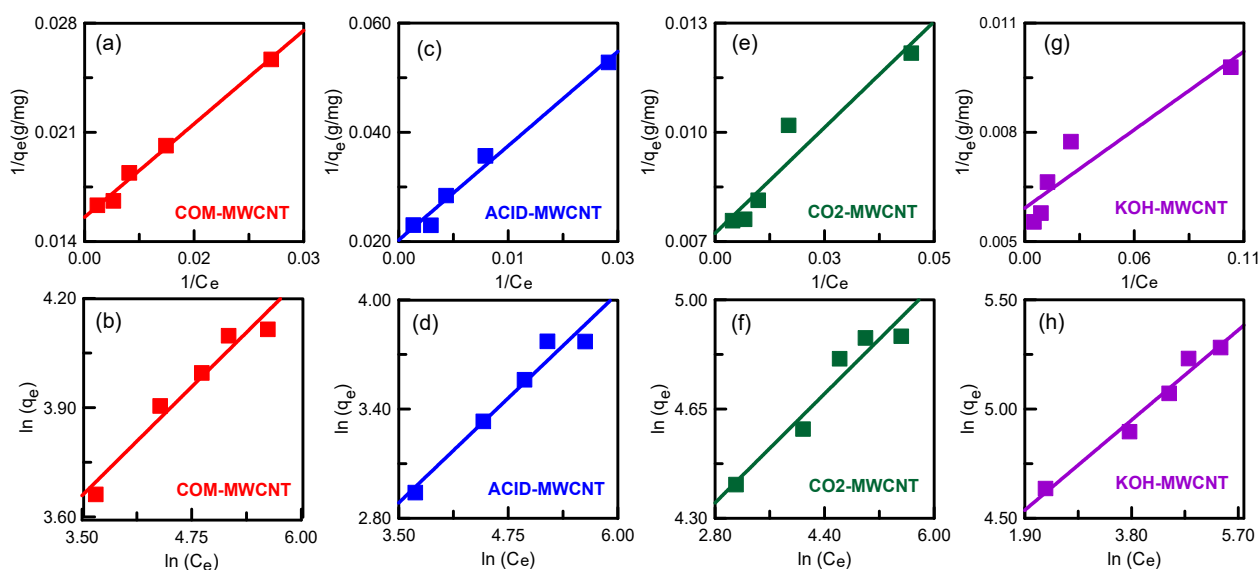 (a)
0.028
0.021
0.014
1/qe(g/mg)
COM-MWCNT
0.00 0.02 0.03
1/Ce
(c)
0.060
0.040
0.020
1/qe(g/mg)
ACID-MWCNT
0.00 0.01 0.03
1/Ce
(e)
0.013
0.010
0.007
1/qe(g/mg)
CO2-MWCNT
0.00 0.03 0.05
1/Ce
(g)
0.011
0.008
0.005
1/qe(g/mg)
KOH-MWCNT
0.00 0.06 0.11
1/Ce
(b)
4.20
3.90
3.60
ln (qe)
COM-MWCNT
3.50 4.75 6.00
ln (Ce)
(d)
4.00
3.40
2.80
ln (qe)
ACID-MWCNT
3.50 4.75 6.00
ln (Ce)
(f)
5.00
4.65
4.30
ln (qe)
CO2-MWCNT
2.80 4.40 6.00
ln (Ce)
(h)
5.50
5.00
4.50
ln (qe)
KOH-MWCNT
1.90 3.80 5.70
ln (Ce)